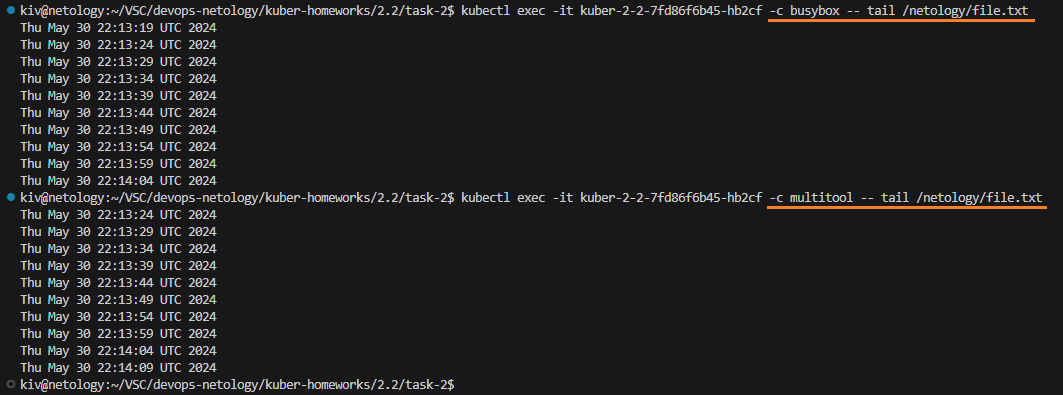 kiv@netology:~/VSC/devops-netology/kuber-homeworks/2.2/task-2$ kubectl exec -it kuber-2-2-7fd86f6b45-hb2cf -c busybox -- tail /netology/file.txt
Thu May 30 22:13:19 UTC 2024
Thu May 30 22:13:24 UTC 2024
Thu May 30 22:13:29 UTC 2024
Thu May 30 22:13:34 UTC 2024
Thu May 30 22:13:39 UTC 2024
Thu May 30 22:13:44 UTC 2024
Thu May 30 22:13:49 UTC 2024
Thu May 30 22:13:54 UTC 2024
Thu May 30 22:13:59 UTC 2024
Thu May 30 22:14:04 UTC 2024
kiv@netology:~/VSC/devops-netology/kuber-homeworks/2.2/task-2$ kubectl exec -it kuber-2-2-7fd86f6b45-hb2cf -c multitool -- tail /netology/file.txt
Thu May 30 22:13:24 UTC 2024
Thu May 30 22:13:29 UTC 2024
Thu May 30 22:13:34 UTC 2024
Thu May 30 22:13:39 UTC 2024
Thu May 30 22:13:44 UTC 2024
Thu May 30 22:13:49 UTC 2024
Thu May 30 22:13:54 UTC 2024
Thu May 30 22:13:59 UTC 2024
Thu May 30 22:14:04 UTC 2024
Thu May 30 22:14:09 UTC 2024
kiv@netology:~/VSC/devops-netology/kuber-homeworks/2.2/task-2$